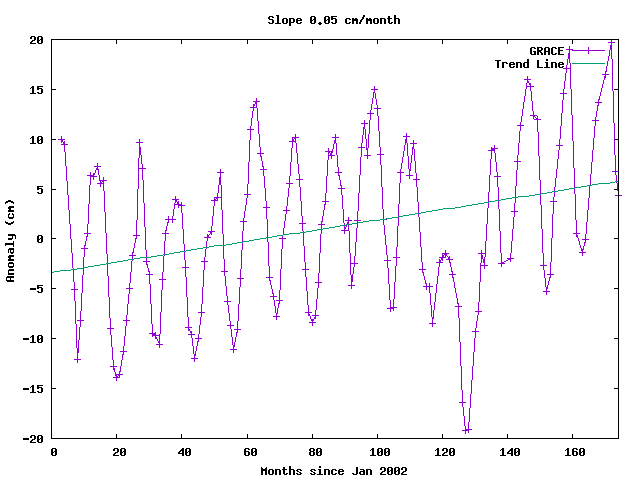 Slope 0.05 cm/month
20
15
10
5
0
-5
-10
-15
-20
Anomaly (cm)
GRACE
Trend Line
0 20 40 60 80 100 120 140 160
Months since Jan 2002